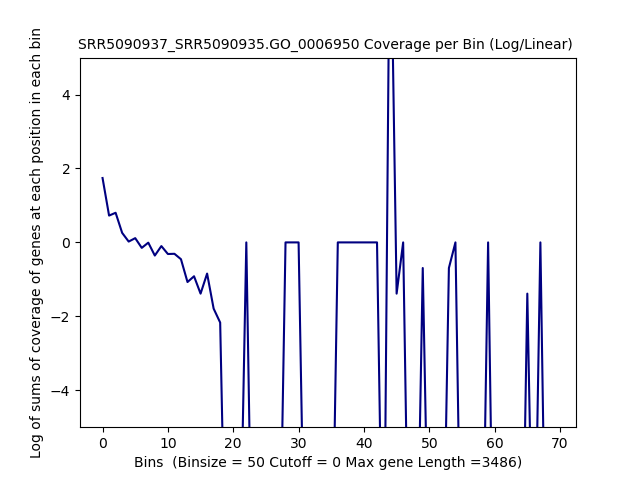 SRR5090937_SRR5090935.GO_0006950 Coverage per Bin (Log/Linear)
Log of sums of coverage of genes at each position in each bin
4
2
0
−2
−4
0 10 20 30 40 50 60 70
Bins  (Binsize = 50 Cutoff = 0 Max gene Length =3486)